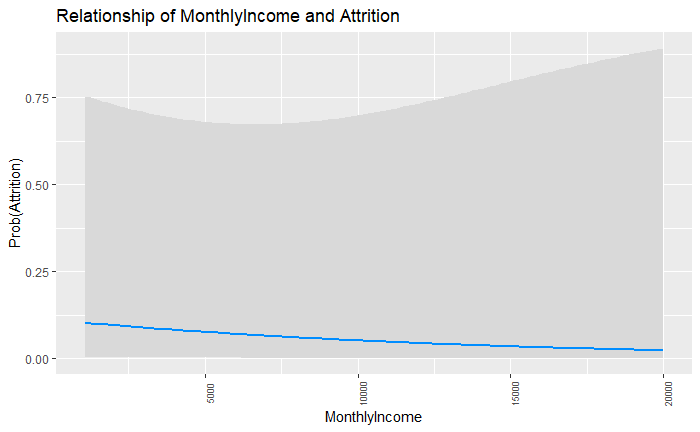 Relationship of MonthlyIncome and Attrition
Prob(Attrition)
0.75
0.50
0.25
0.00
5000
10000
15000
20000
MonthlyIncome